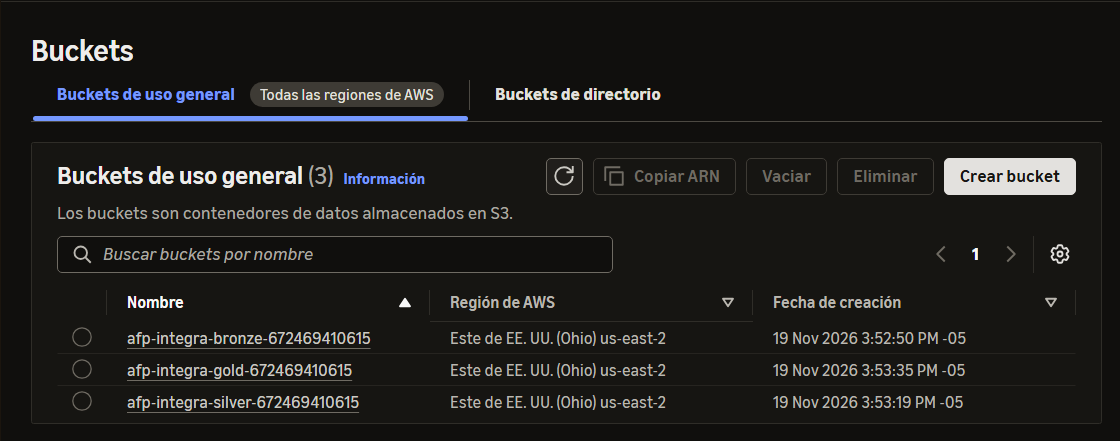 Buckets
Buckets de uso general Todas las regiones de AWS Buckets de directorio
Buckets de uso general (3) Información Copiar ARN Vaciar Eliminar Crear bucket
Los buckets son contenedores de datos almacenados en S3.
Buscar buckets por nombre 1
Nombre Región de AWS Fecha de creación
afp-integra-bronze-672469410615 Este de EE. UU. (Ohio) us-east-2 19 Nov 2026 3:52:50 PM -05
afp-integra-gold-672469410615 Este de EE. UU. (Ohio) us-east-2 19 Nov 2026 3:53:35 PM -05
afp-integra-silver-672469410615 Este de EE. UU. (Ohio) us-east-2 19 Nov 2026 3:53:19 PM -05